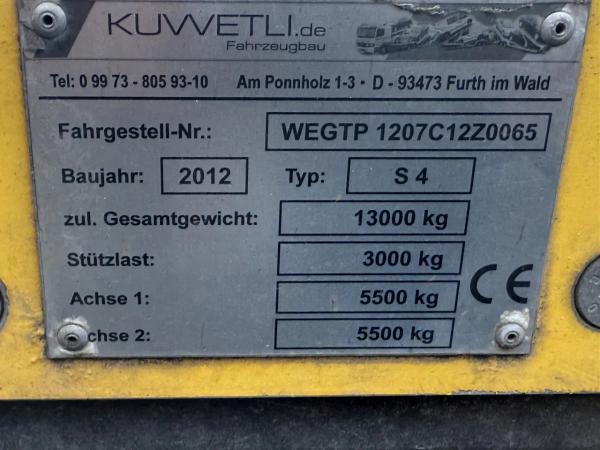 KUWETLI.de
Fahrzeugbau
Tel: 0 99 73 - 805 93-10 Am Ponnholz 1-3 • D - 93473 Furth im Wald
Fahrgestell-Nr.: WEGTP 1207C12Z0065
Baujahr: 2012 Typ: S 4
zul. Gesamtgewicht: 13000 kg
Stützlast: 3000 kg
Achse 1: 5500 kg CE
chse 2: 5500 kg